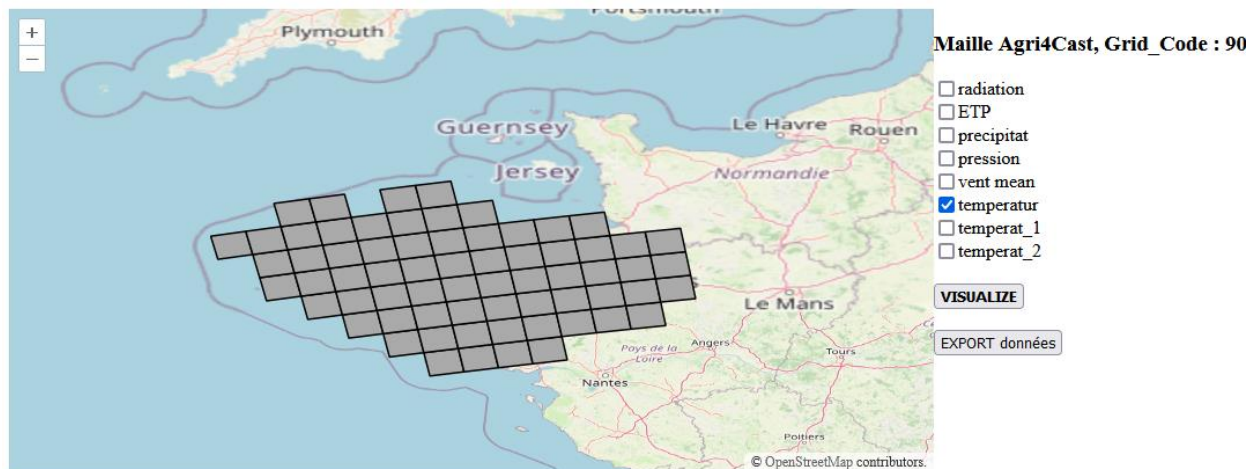 Portsmouth
Plymouth
+
−
Guernsey
Jersey
Le Havre
Rouen
Normandie
Le Mans
Pays de la
Loire
Angers
Tours
Nantes
Poitiers
© OpenStreetMap contributors.
Maille Agri4Cast, Grid_Code : 90
radiation
ETP
precipitat
pression
vent mean
temperatur
temperat_1
temperat_2
VISUALIZE
EXPORT données